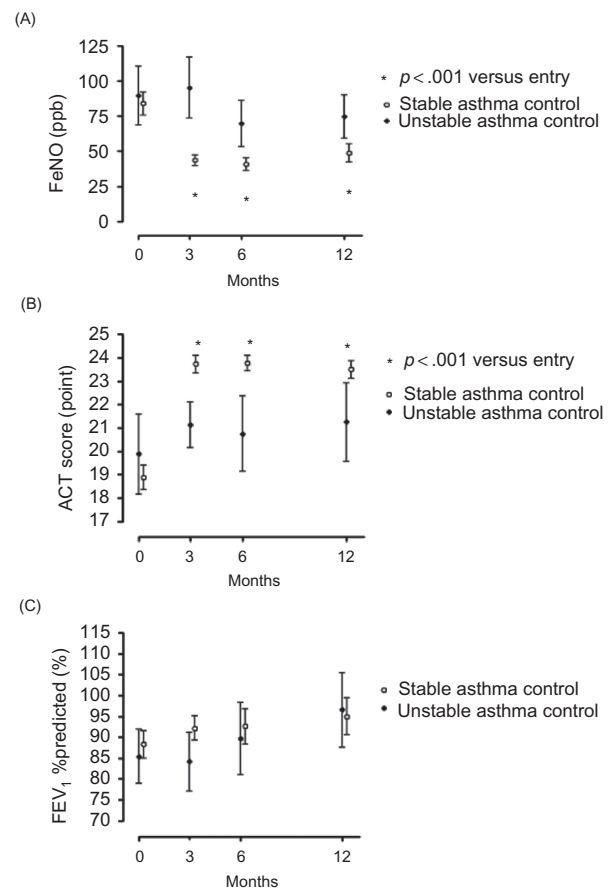 (A)
125
100
75
50
25
0
FeNO (ppb)
* p < .001 versus entry
Stable asthma control
Unstable asthma control
* * *
0 3 6 12
Months
(B)
25
24
23
22
21
20
19
18
17
ACT score (point)
* * *
* p < .001 versus entry
Stable asthma control
Unstable asthma control
0 3 6 12
Months
(C)
115
110
105
100
95
90
85
80
75
70
FEV₁ %predicted (%)
Stable asthma control
Unstable asthma control
0 3 6 12
Months